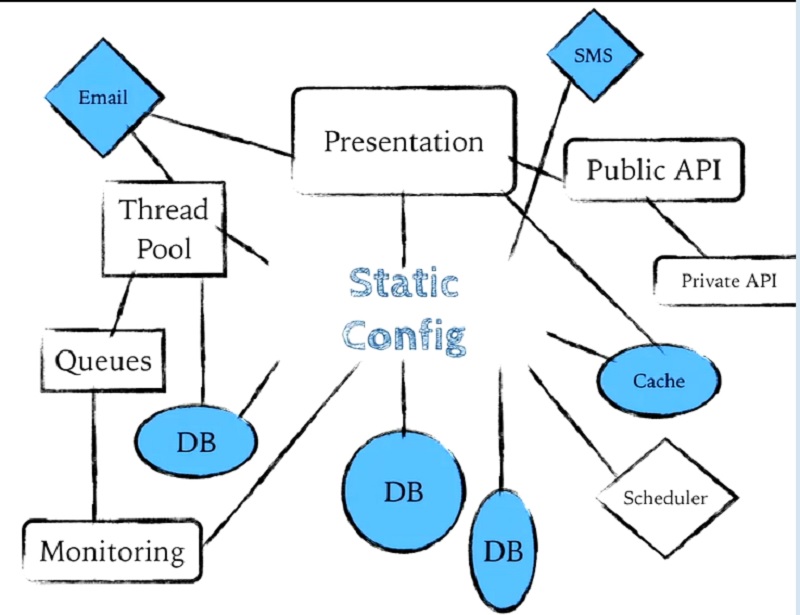 SMS
Email
Presentation
Public API
Thread
Pool
Private API
Static
Config
Queues
Cache
DB
DB
Scheduler
Monitoring
DB